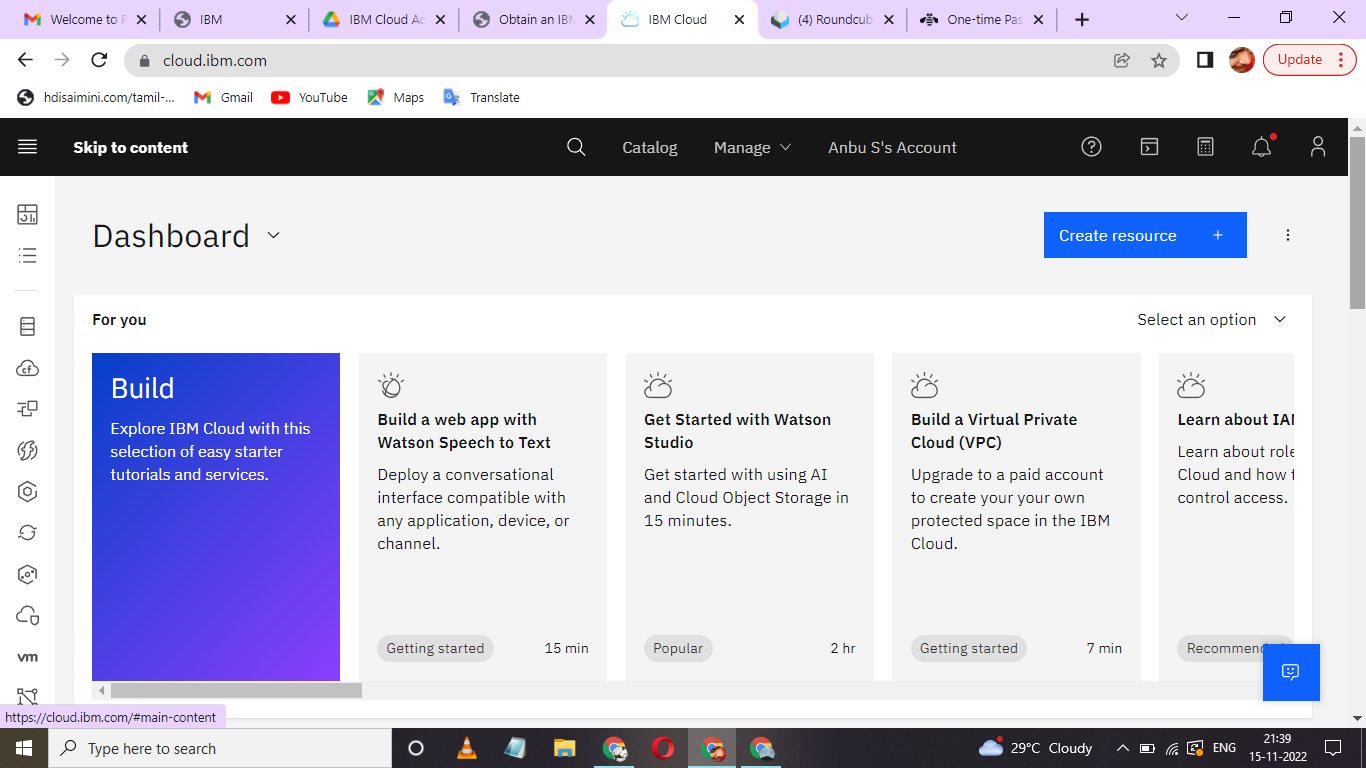 Welcome to P
IBM
IBM Cloud Ac
Obtain an IBM
IBM Cloud
(4) Roundcub
One-time Pas
cloud.ibm.com
Update
hdisaimini.com/tamil-...
Gmail
YouTube
Maps
Translate
Skip to content
Catalog
Manage
Anbu S's Account
Dashboard
Create resource
For you
Select an option
Build
Explore IBM Cloud with this
selection of easy starter
tutorials and services.
Build a web app with
Watson Speech to Text
Deploy a conversational
interface compatible with
any application, device, or
channel.
Getting started
15 min
Get Started with Watson
Studio
Get started with using AI
and Cloud Object Storage in
15 minutes.
Popular
2 hr
Build a Virtual Private
Cloud (VPC)
Upgrade to a paid account
to create your your own
protected space in the IBM
Cloud.
Getting started
7 min
Learn about IAM
Learn about role
Cloud and how t
control access.
Recommended
cf
vm
https://cloud.ibm.com/#main-content
Type here to search
29°C Cloudy
ENG
21:39
15-11-2022